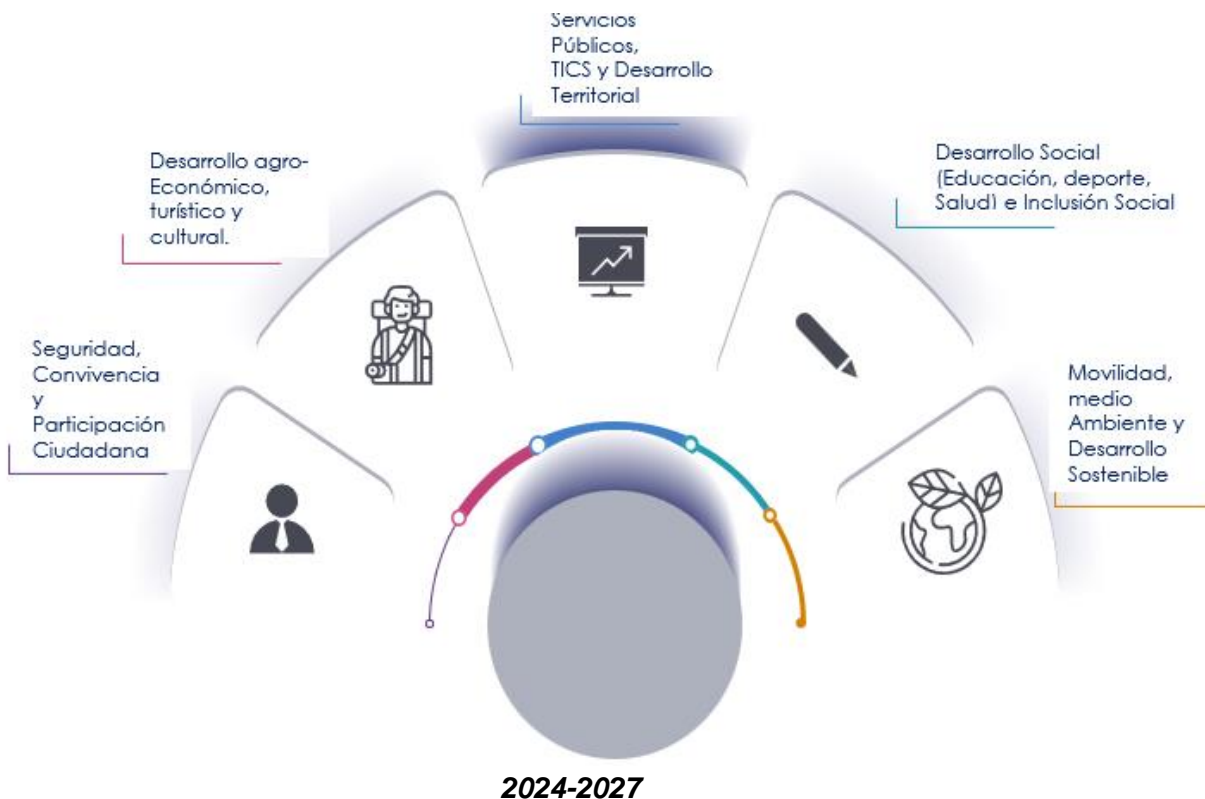 Servicios
Públicos,
TICS y Desarrollo
Territorial
Desarrollo agro-
Económico,
turístico y
cultural.
Desarrollo Social
(Educación, deporte,
Salud) e Inclusión Social
Seguridad,
Convivencia
y
Participación
Ciudadana
Movilidad,
medio
Ambiente y
Desarrollo
Sostenible
2024-2027